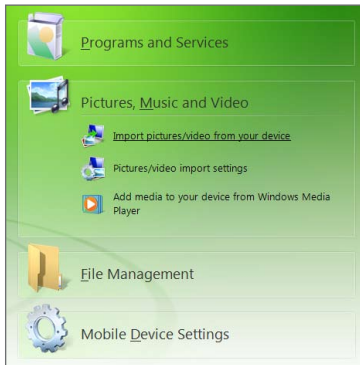 Programs and Services
Pictures, Music and Video
Import pictures/video from your device
Pictures/video import settings
Add media to your device from Windows Media
Player
File Management
Mobile Device Settings